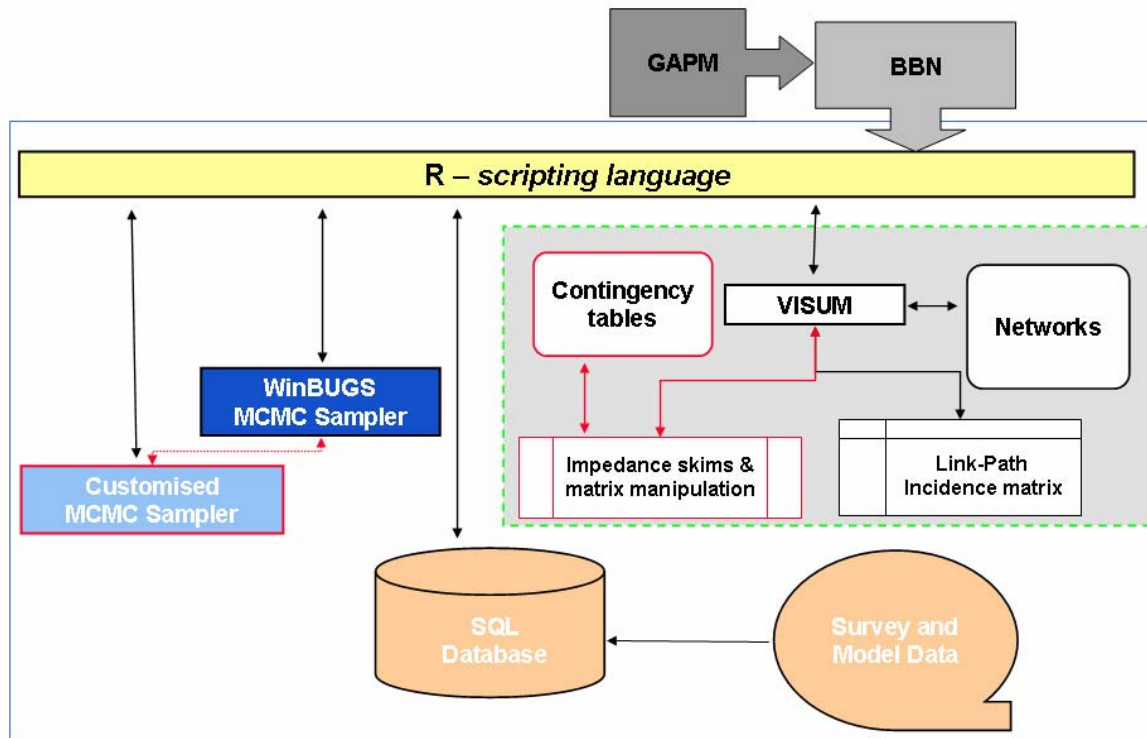 GAPM
BBN
R – scripting language
Contingency
tables
VISUM
Networks
WinBUGS
MCMC Sampler
Customised
MCMC Sampler
Impedance skims &
matrix manipulation
Link-Path
Incidence matrix
SQL
Database
Survey and
Model Data